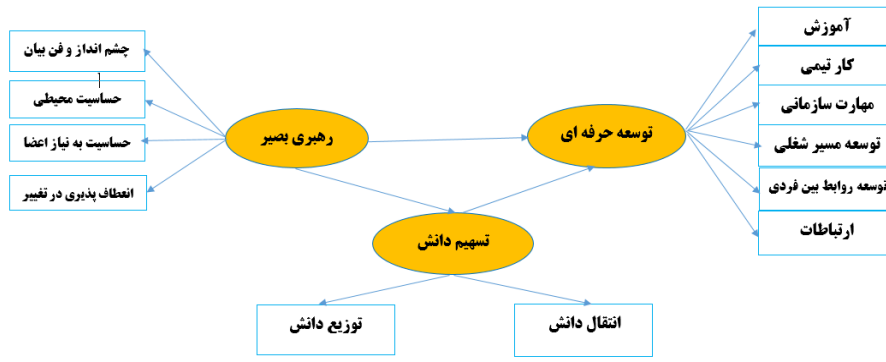 آموزش
کار تیمی
مهارت سازمانی
توسعه مسیر شغلی
توسعه روابط بین فردی
ارتباطات
توسعه حرفه ای
رهبری بصیر
چشم انداز و فن بیان
حساسیت محیطی
حساسیت به نیاز اعضا
انعطاف پذیری در تغییر
تسهیم دانش
انتقال دانش
توزیع دانش